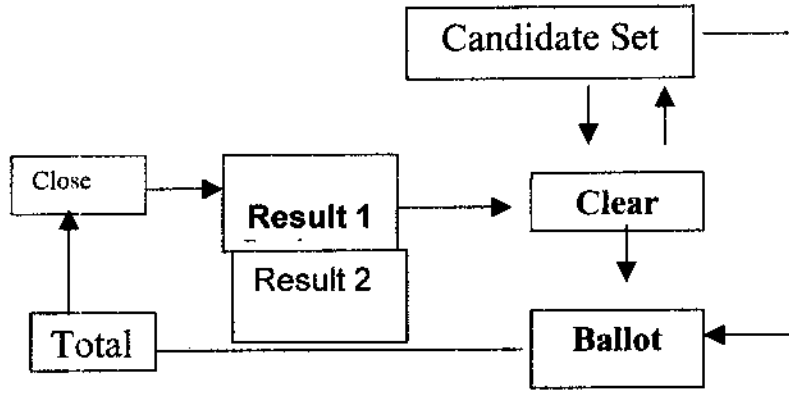 Candidate Set
Close
Result 1
Clear
Result 2
Total
Ballot